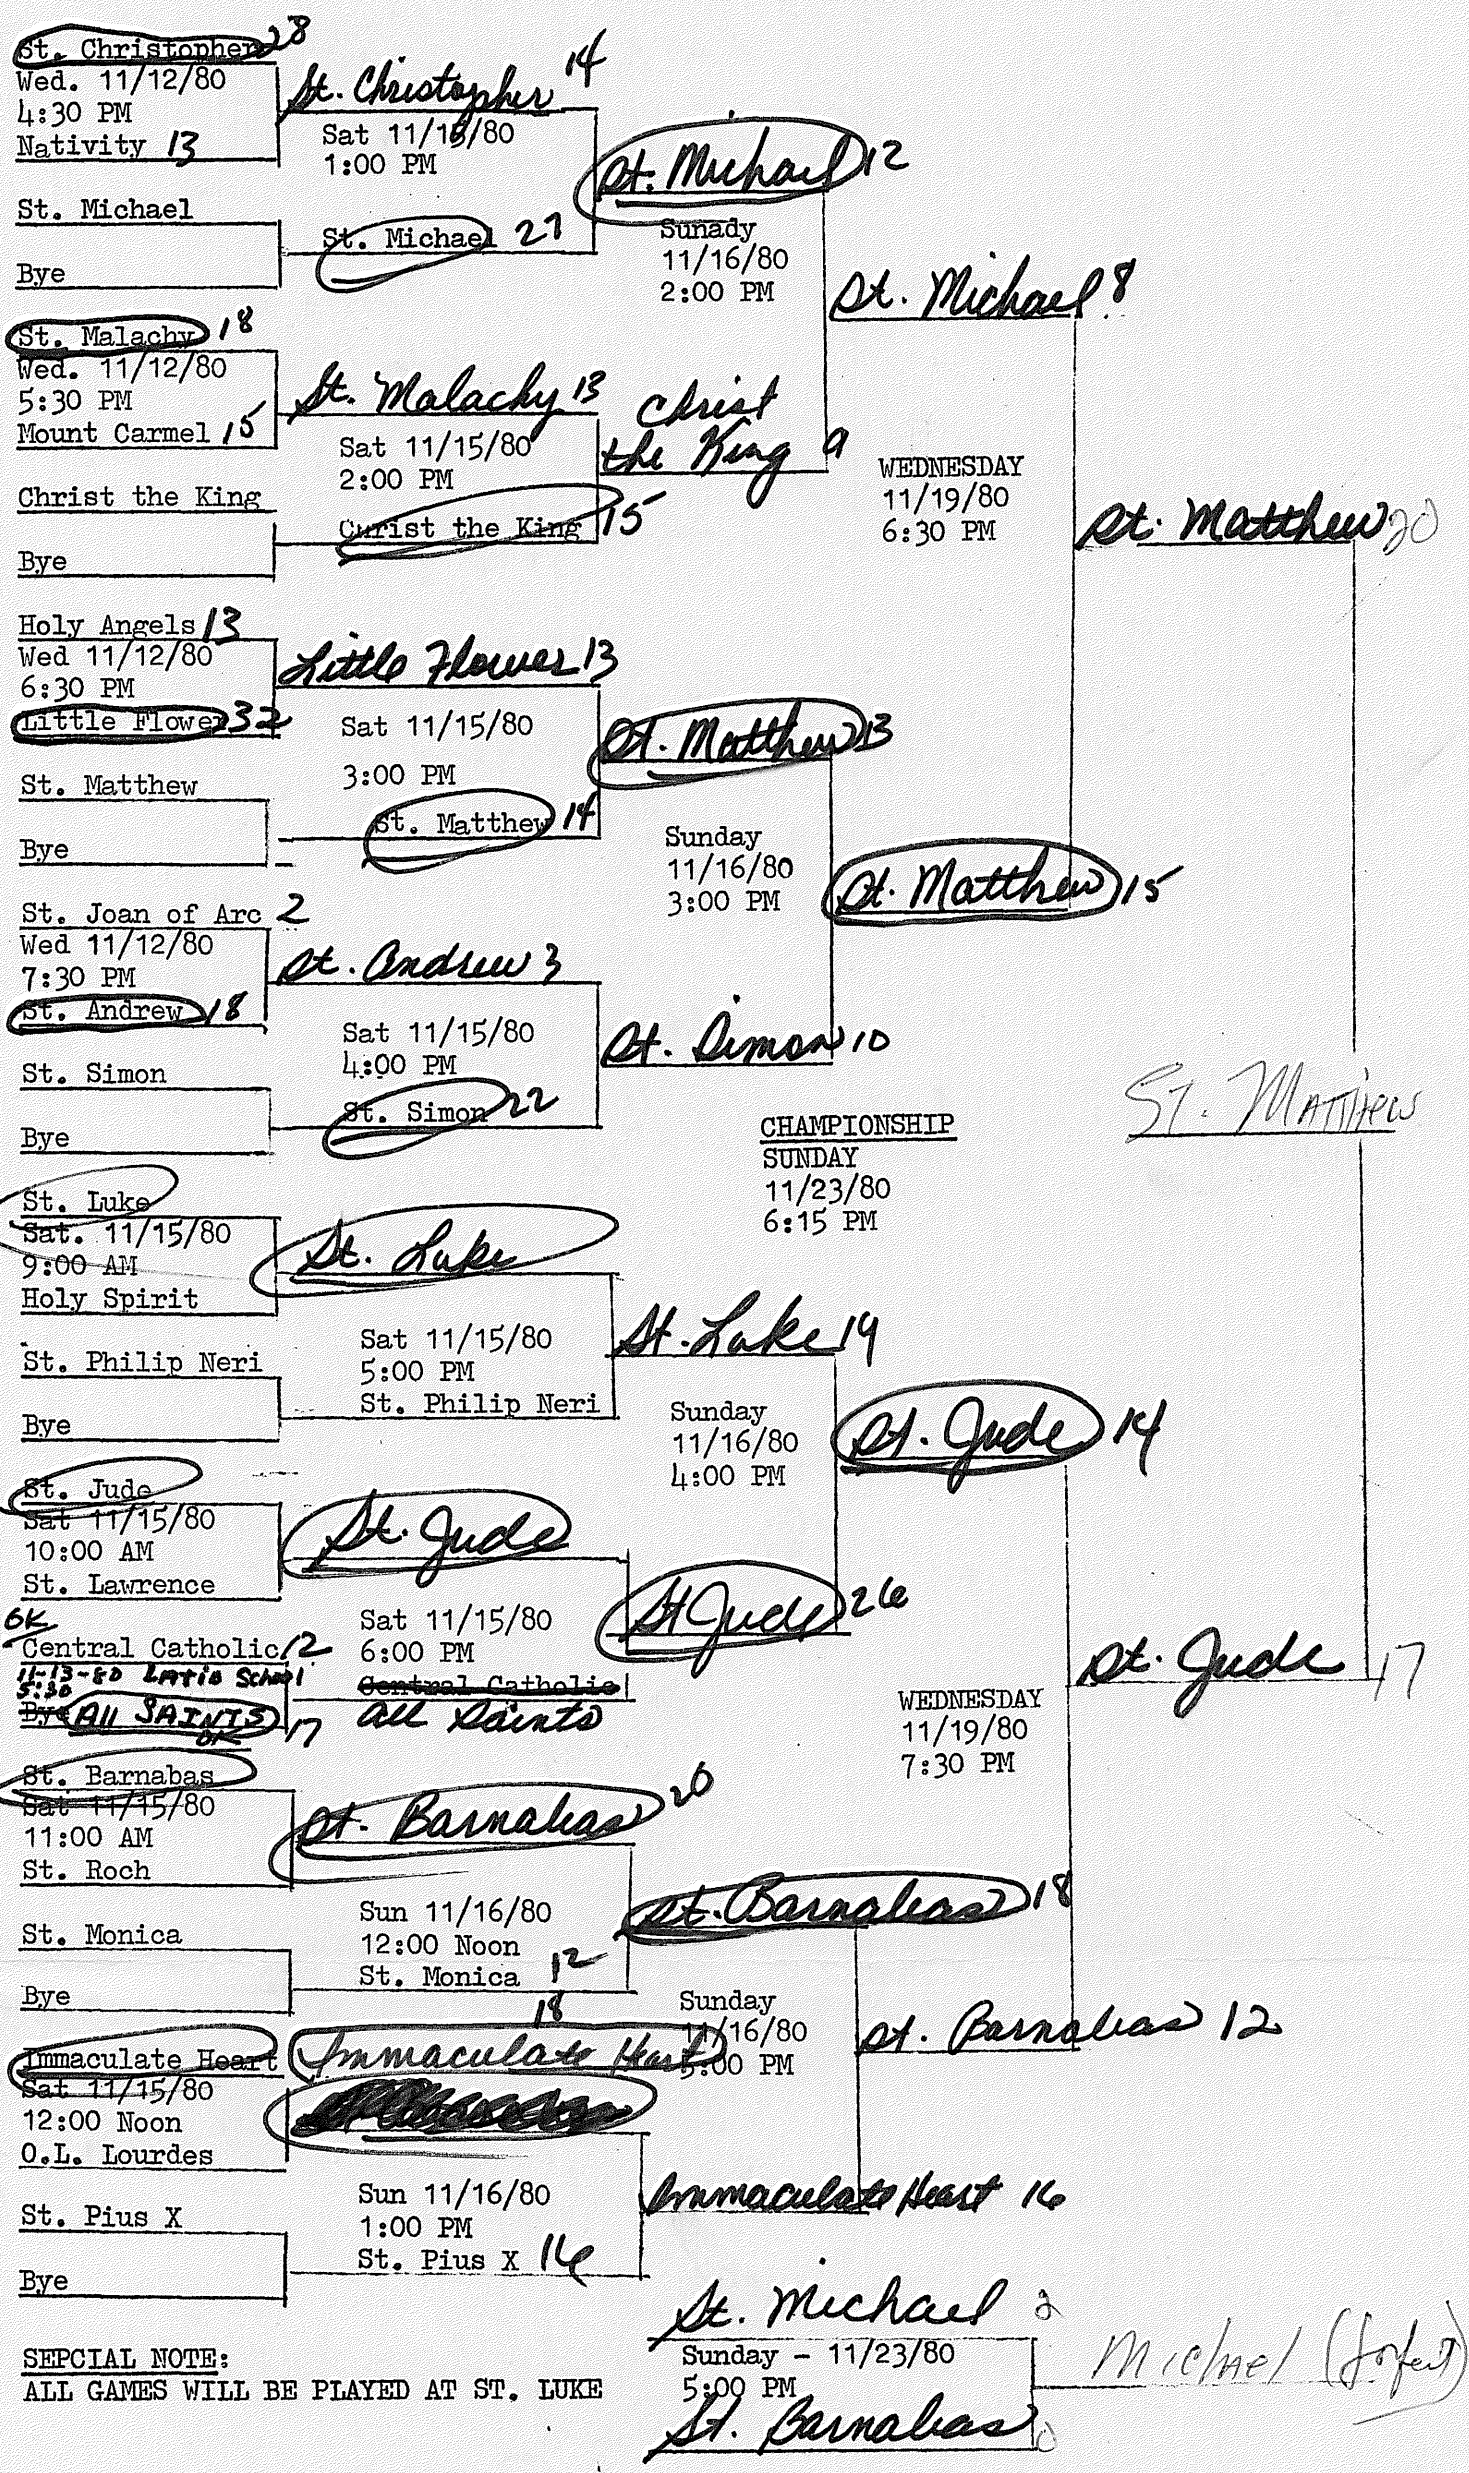 St. Christopher 28
Wed. 11/12/80
4:30 PM
Nativity 13
St. Christopher 14
Sat 11/15/80
1:00 PM
St. Michael
Bye
St. Michael 27
St. Michael 12
Sunady
11/16/80
2:00 PM
St. Malachy 18
Wed. 11/12/80
5:30 PM
Mount Carmel 15
St. Malachy 13
Sat 11/15/80
2:00 PM
Christ the King
Bye
Christ the King 15
Christ
the King 9
St. Michael 8
WEDNESDAY
11/19/80
6:30 PM
St. Matthew 20
Holy Angels 13
Wed 11/12/80
6:30 PM
Little Flower 32
Little Flower 13
Sat 11/15/80
3:00 PM
St. Matthew
Bye
St. Matthew 14
St. Matthew 13
Sunday
11/16/80
3:00 PM
St. Matthew 15
St. Joan of Arc 2
Wed 11/12/80
7:30 PM
St. Andrew 18
St. Andrew 3
Sat 11/15/80
4:00 PM
St. Simon
Bye
St. Simon 22
St. Simon 10
CHAMPIONSHIP
SUNDAY
11/23/80
6:15 PM
St. Matthew
St. Luke
Sat. 11/15/80
9:00 AM
Holy Spirit
St. Luke
Sat 11/15/80
5:00 PM
St. Philip Neri
St. Philip Neri
Bye
St. Luke 19
Sunday
11/16/80
4:00 PM
St. Jude 14
St. Jude
Sat 11/15/80
10:00 AM
St. Lawrence
St. Jude
Sat 11/15/80
6:00 PM
Central Catholic
All Saints
OK
Central Catholic 12
11-13-80 Latin School
5:30
Bye All SAINTS 17
OK
St Jude 26
St. Jude 17
WEDNESDAY
11/19/80
7:30 PM
St. Barnabas
Sat 11/15/80
11:00 AM
St. Roch
St. Barnabas 20
Sun 11/16/80
12:00 Noon
St. Monica 12
St. Monica
Bye
St. Barnabas 18
Sunday
11/16/80
5:00 PM
St. Barnabas 12
Immaculate Heart
Sat 11/15/80
12:00 Noon
O.L. Lourdes
Immaculate Heart 18
Sun 11/16/80
1:00 PM
St. Pius X 16
St. Pius X
Bye
Immaculate Heart 16
St. Michael 2
Sunday - 11/23/80
5:00 PM
St. Barnabas 0
Michael (forfeit)
SEPCIAL NOTE:
ALL GAMES WILL BE PLAYED AT ST. LUKE